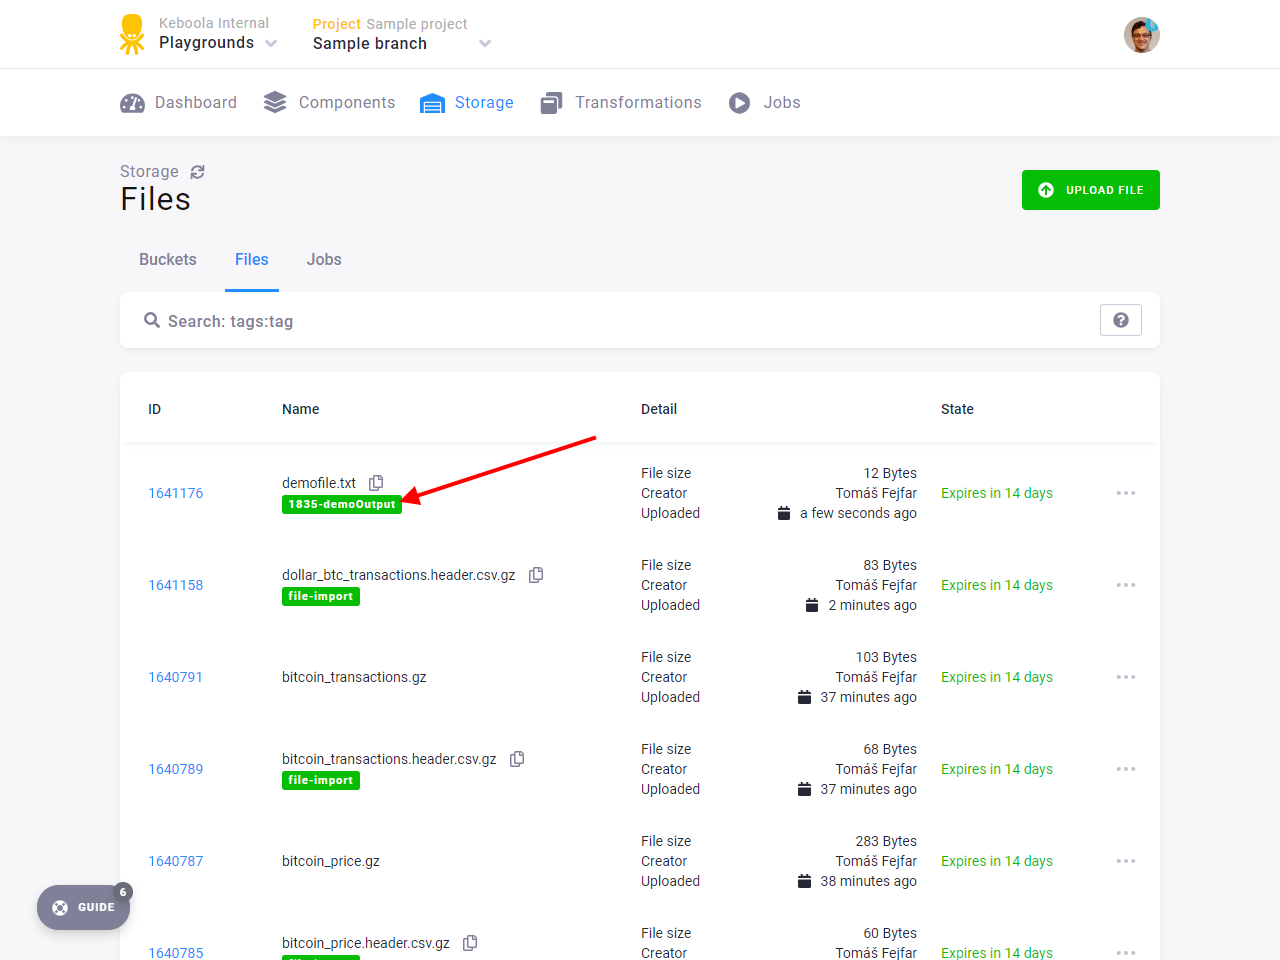 Keboola Internal
Playgrounds
Project Sample project
Sample branch
Dashboard
Components
Storage
Transformations
Jobs
Storage
Files
UPLOAD FILE
Buckets
Files
Jobs
Search: tags:tag
ID
Name
Detail
State
1641176
demofile.txt
1835-demoOutput
File size
12 Bytes
Creator
Tomáš Fejfar
Uploaded
a few seconds ago
Expires in 14 days
1641158
dollar_btc_transactions.header.csv.gz
file-import
File size
83 Bytes
Creator
Tomáš Fejfar
Uploaded
2 minutes ago
Expires in 14 days
1640791
bitcoin_transactions.gz
File size
103 Bytes
Creator
Tomáš Fejfar
Uploaded
37 minutes ago
Expires in 14 days
1640789
bitcoin_transactions.header.csv.gz
file-import
File size
68 Bytes
Creator
Tomáš Fejfar
Uploaded
37 minutes ago
Expires in 14 days
1640787
bitcoin_price.gz
File size
283 Bytes
Creator
Tomáš Fejfar
Uploaded
38 minutes ago
Expires in 14 days
6
GUIDE
1640785
bitcoin_price.header.csv.gz
File size
60 Bytes
Creator
Tomáš Fejfar
Expires in 14 days